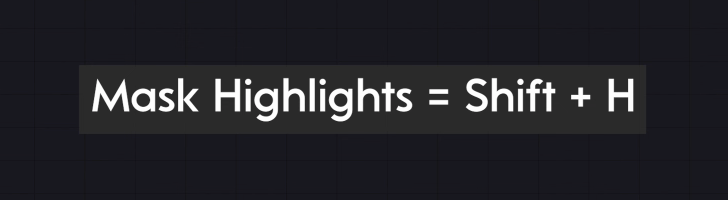 Mask Highlights = Shift + H